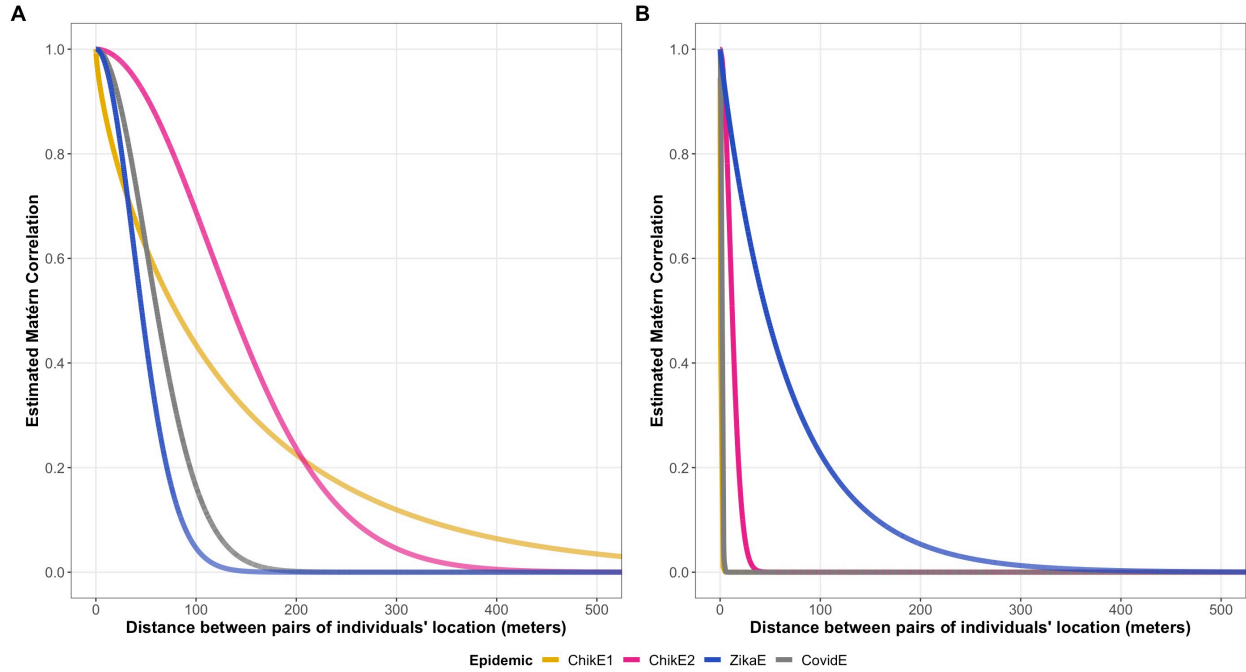 A
B
1.0
0.8
0.6
0.4
0.2
0.0
Estimated Matérn Correlation
0 100 200 300 400 500
Distance between pairs of individuals' location (meters)
1.0
0.8
0.6
0.4
0.2
0.0
Estimated Matérn Correlation
0 100 200 300 400 500
Distance between pairs of individuals' location (meters)
Epidemic ChikE1 ChikE2 ZikaE CovidE